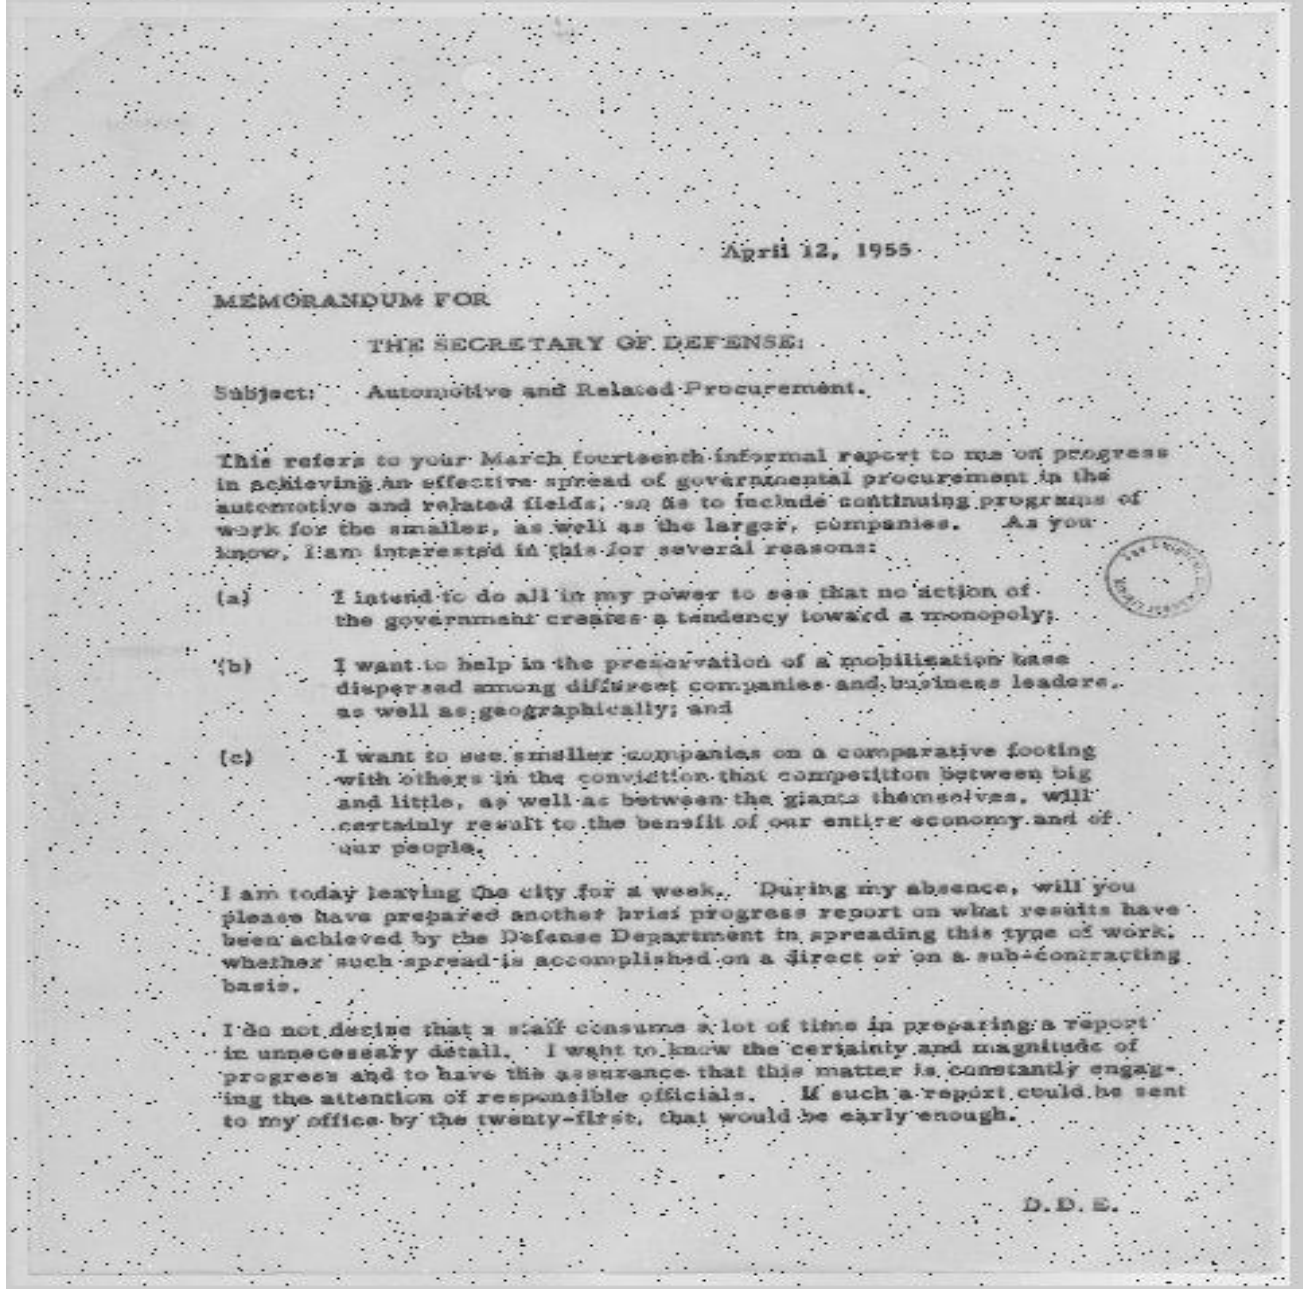 April 12, 1955
MEMORANDUM FOR
THE SECRETARY OF DEFENSE:
Subject: Automotive and Related Procurement.
This refers to your March fourteenth informal report to me on progress
in achieving an effective spread of governmental procurement in the
automotive and related fields, so as to include continuing programs of
work for the smaller, as well as the larger, companies. As you
know, I am interested in this for several reasons:
(a) I intend to do all in my power to see that no action of
the government creates a tendency toward a monopoly;
(b) I want to help in the preservation of a mobilization base
dispersed among different companies and business leaders,
as well as geographically; and
(c) I want to see smaller companies on a comparative footing
with others in the conviction that competition between big
and little, as well as between the giants themselves, will
certainly result to the benefit of our entire economy and of
our people.
I am today leaving the city for a week. During my absence, will you
please have prepared another brief progress report on what results have
been achieved by the Defense Department in spreading this type of work,
whether such spread is accomplished on a direct or on a sub-contracting
basis.
I do not desire that a staff consume a lot of time in preparing a report
in unnecessary detail. I want to know the certainty and magnitude of
progress and to have the assurance that this matter is constantly engag-
ing the attention of responsible officials. If such a report could be sent
to my office by the twenty-first, that would be early enough.
D. D. E.